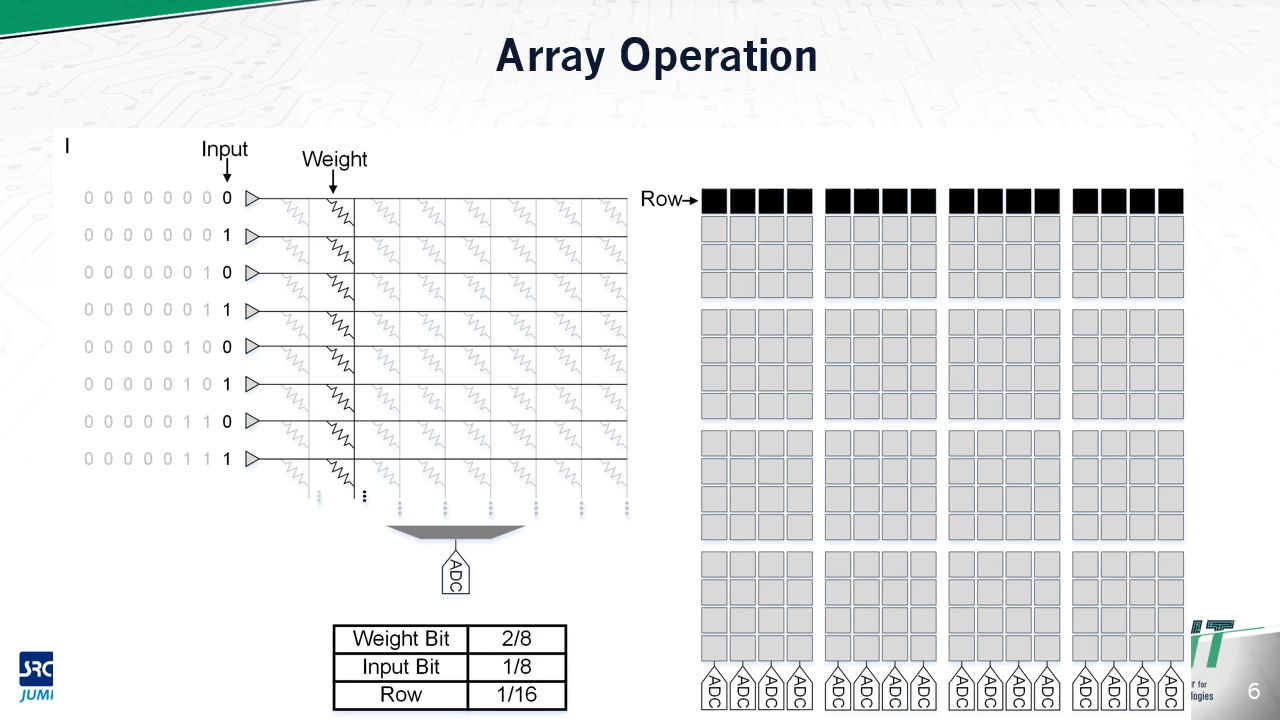 Array Operation
I
Input
Weight
Row
0 0 0 0 0 0 0 0
0 0 0 0 0 0 0 1
0 0 0 0 0 0 1 0
0 0 0 0 0 0 1 1
0 0 0 0 0 1 0 0
0 0 0 0 0 1 0 1
0 0 0 0 0 1 1 0
0 0 0 0 0 1 1 1
ADC
Weight Bit 2/8
Input Bit 1/8
Row 1/16
ADC ADC ADC ADC ADC ADC ADC ADC ADC ADC ADC ADC ADC ADC ADC ADC
SRC
JUM
IT
r for
logies
6